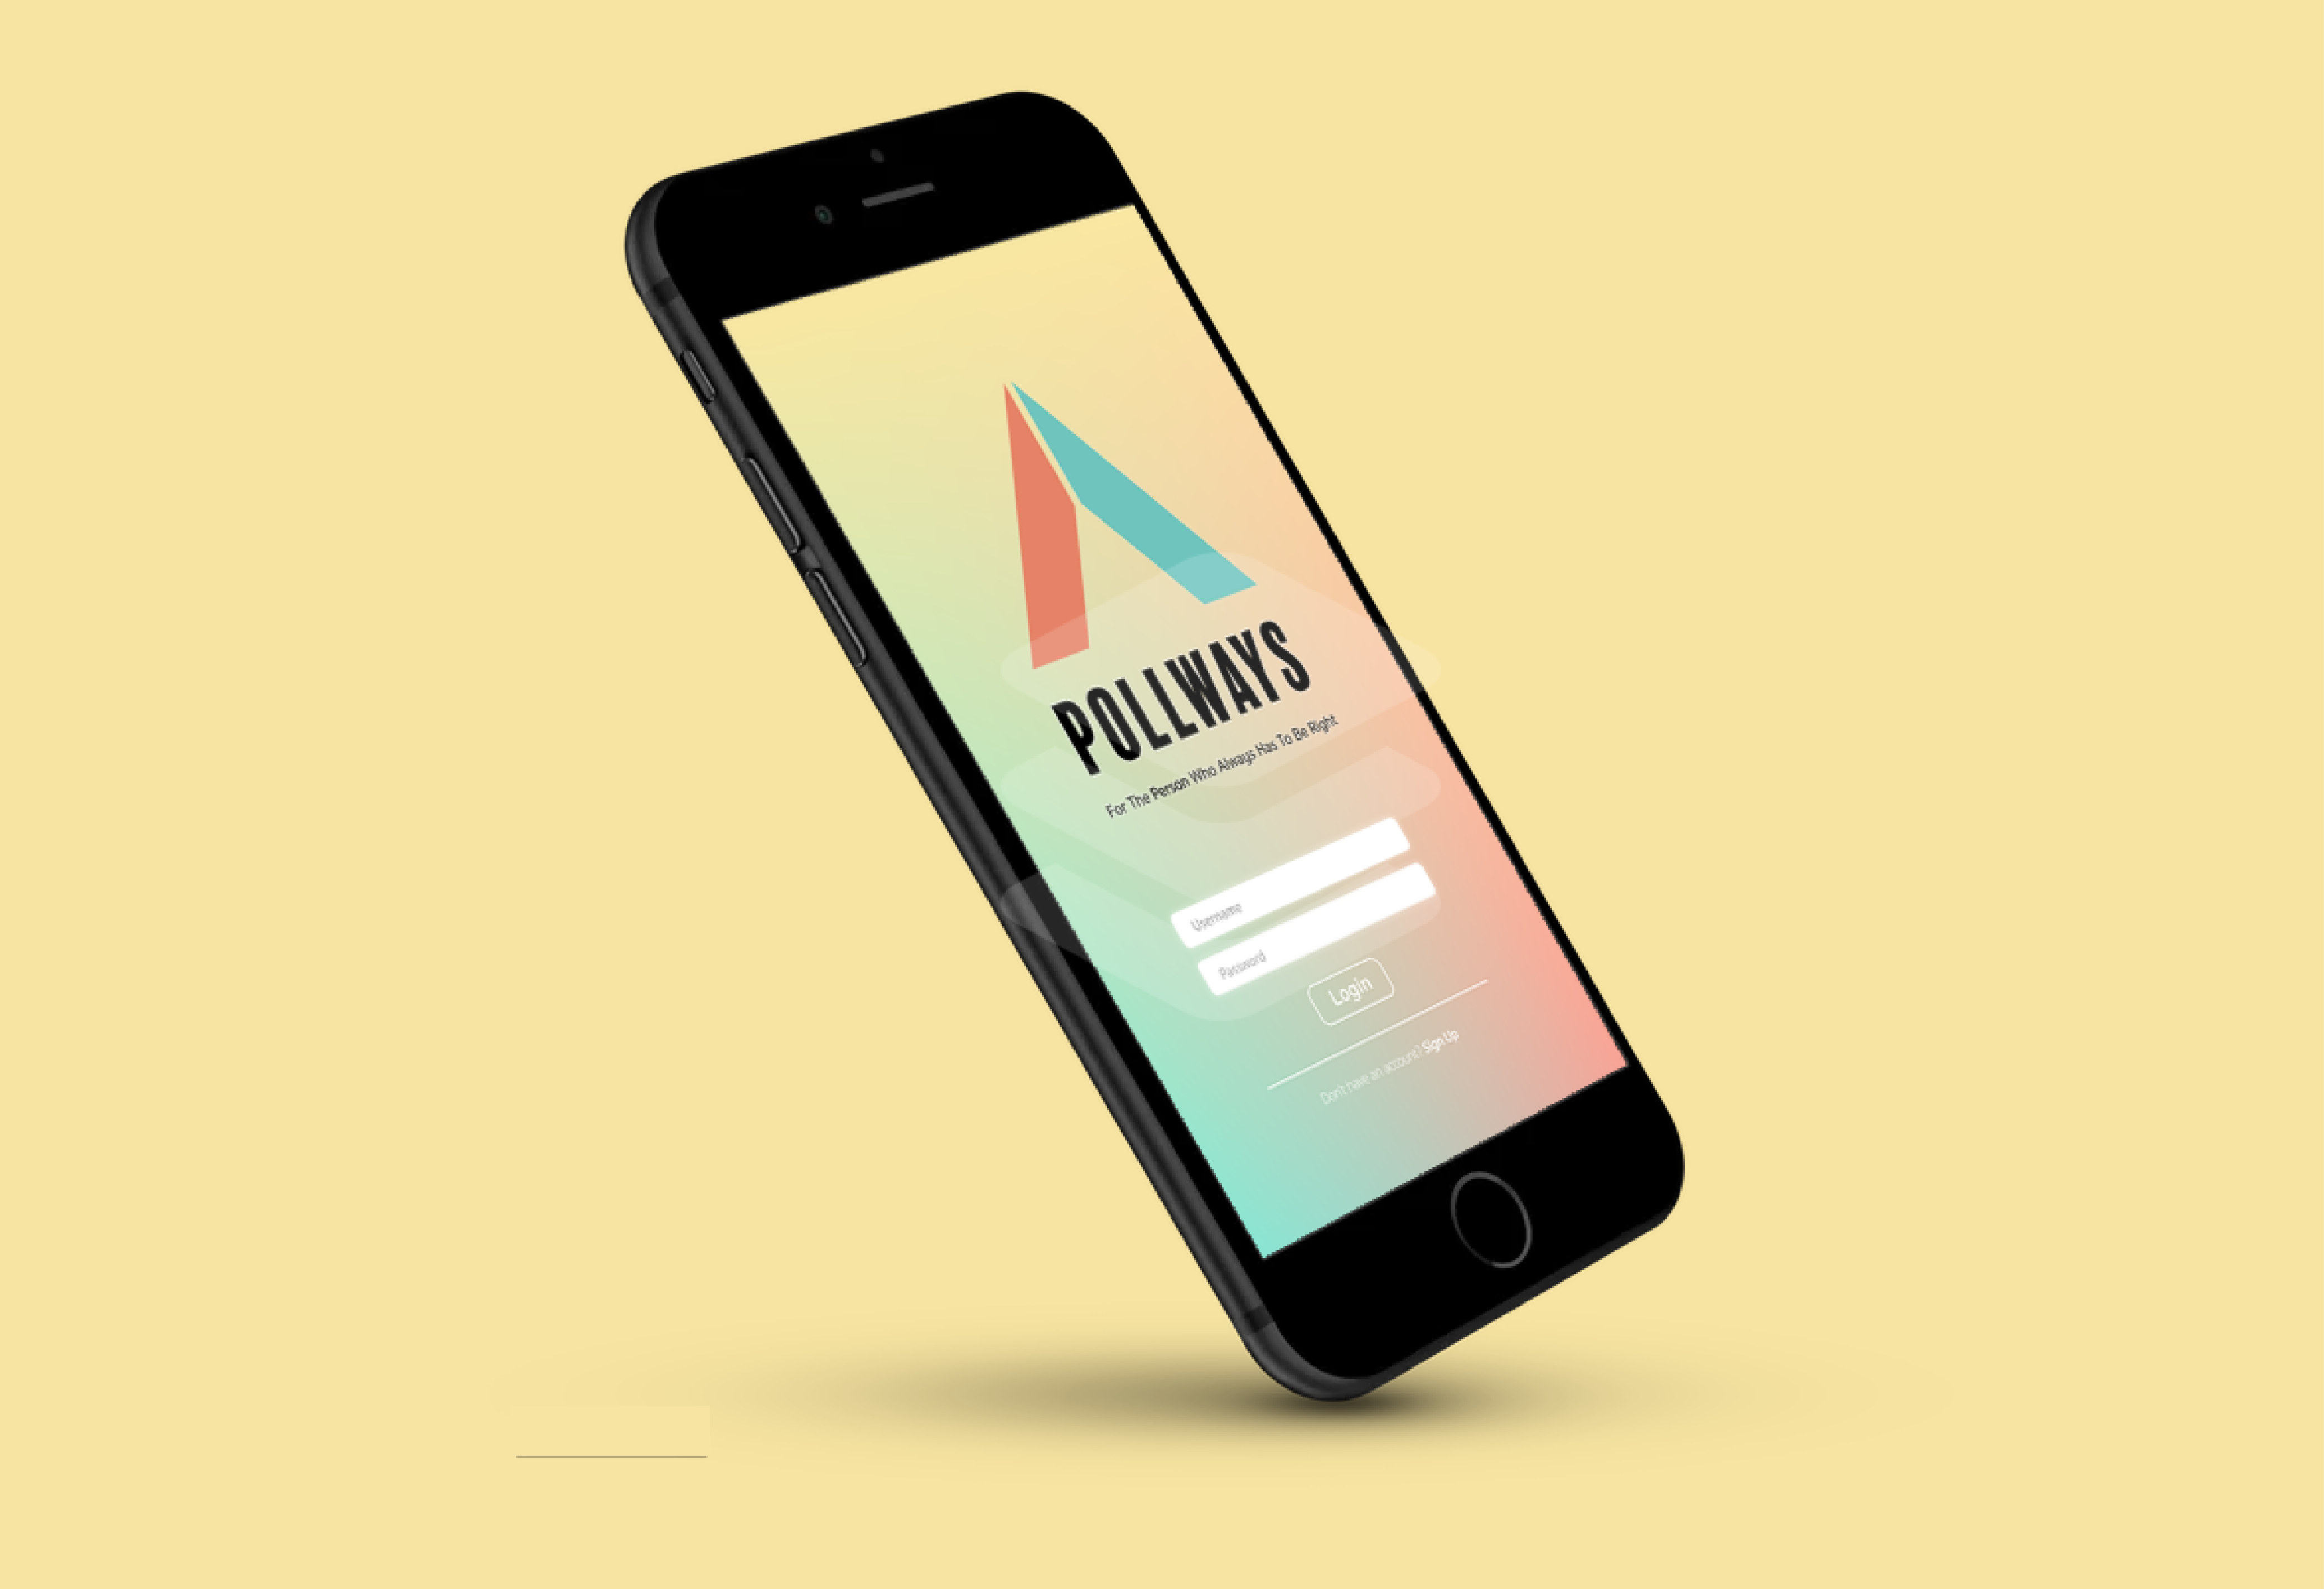 POLLWAYS
For The Person Who Always Has To Be Right
Username
Password
Login
Don't have an account? Sign Up